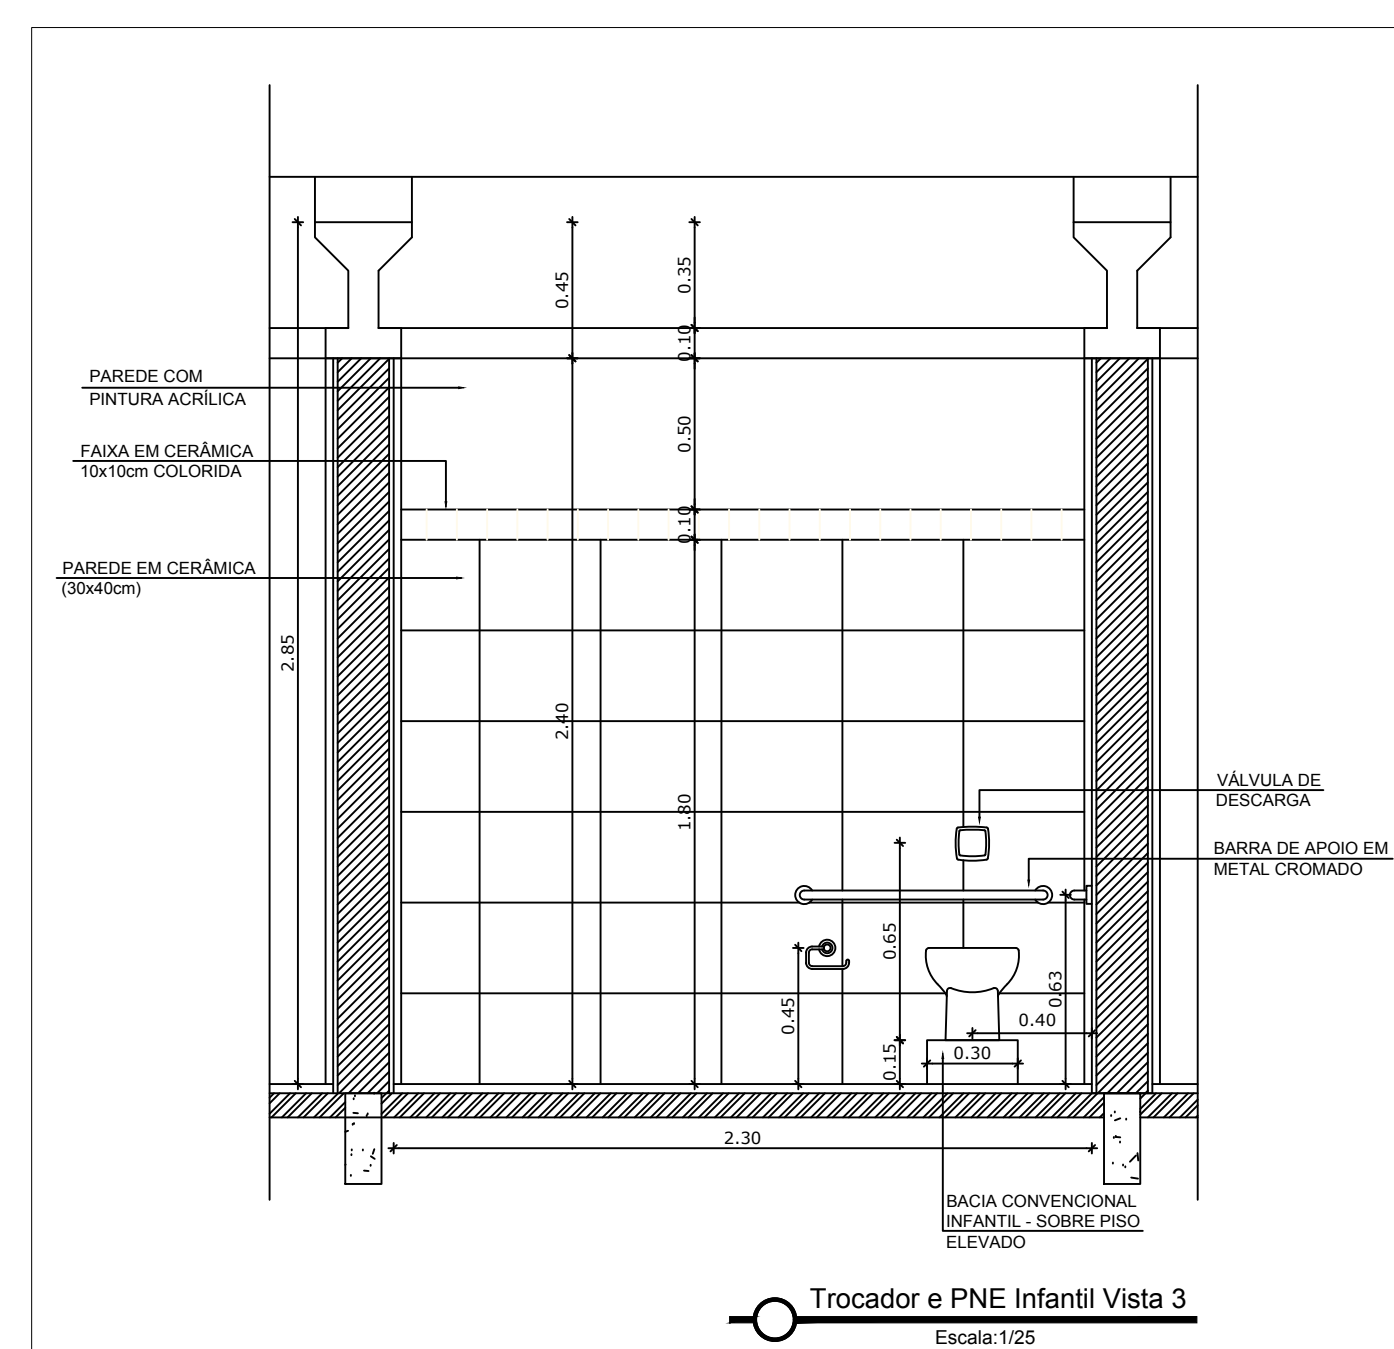 0.45
0.35
0.10
PAREDE COM
PINTURA ACRÍLICA
0.50
FAIXA EM CERÂMICA
10x10cm COLORIDA
0.10
PAREDE EM CERÂMICA
(30x40cm)
2.85
2.40
1.80
VÁLVULA DE
DESCARGA
BARRA DE APOIO EM
METAL CROMADO
0.65
0.63
0.45
0.40
0.15
0.30
2.30
BACIA CONVENCIONAL
INFANTIL - SOBRE PISO
ELEVADO
Trocador e PNE Infantil Vista 3
Escala:1/25